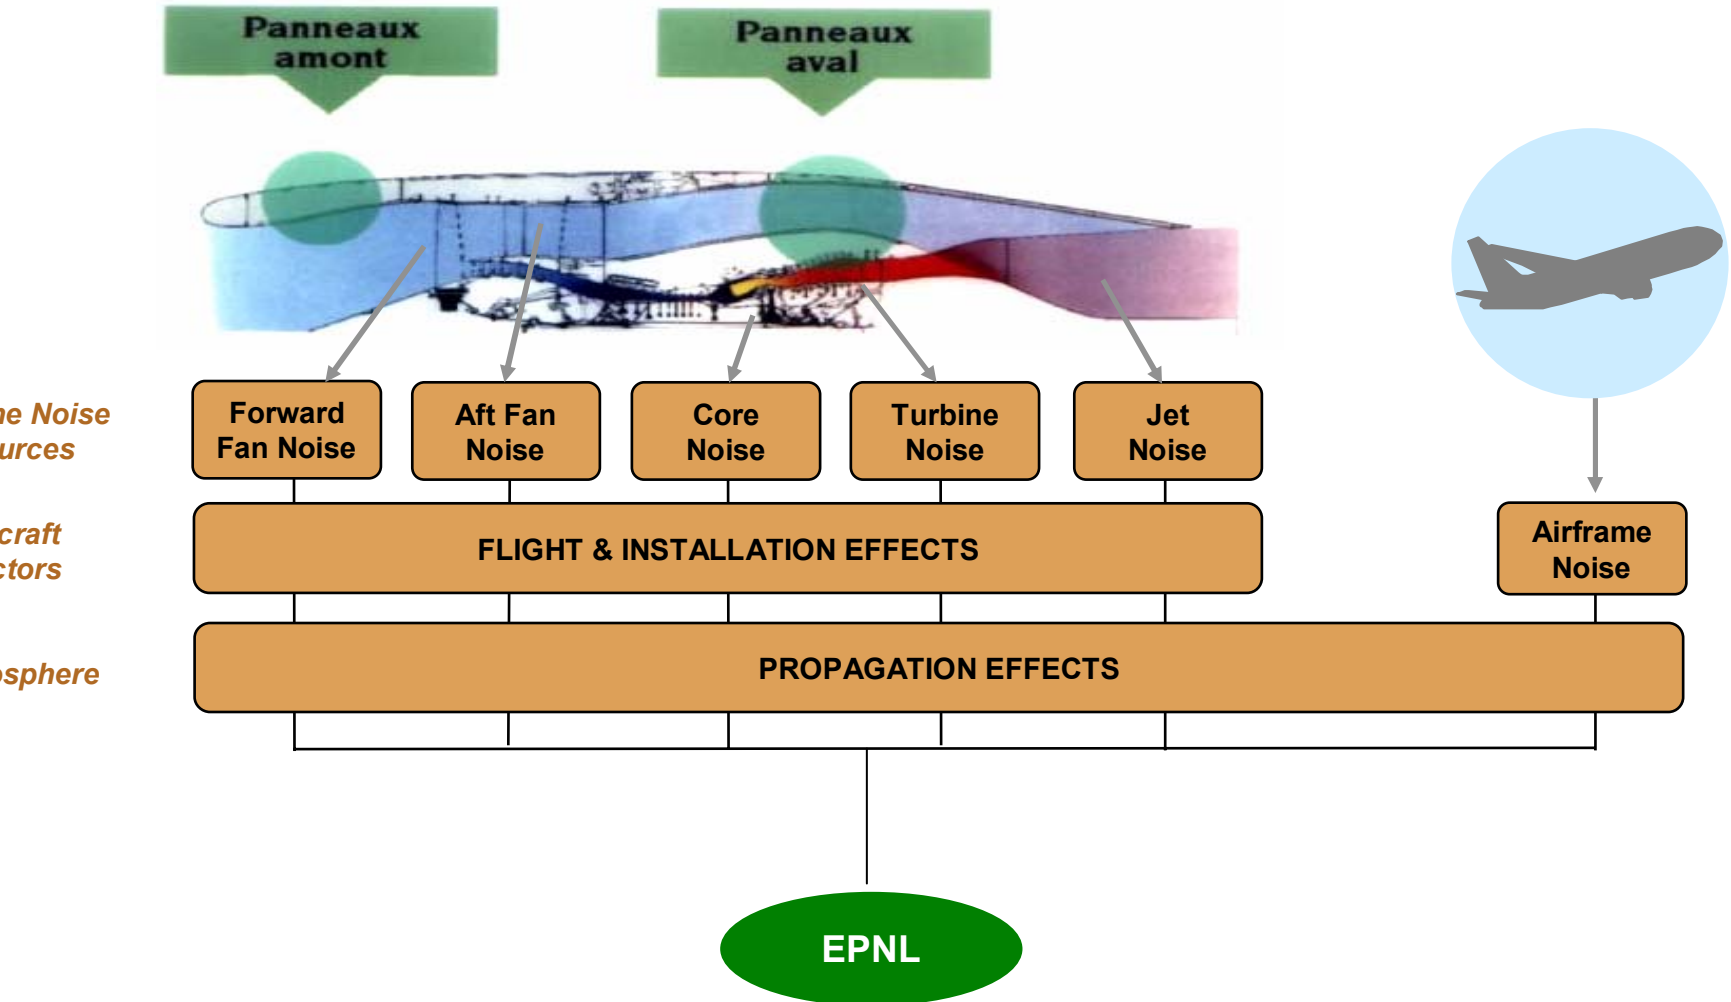 Panneaux
amont
Panneaux
aval
ne Noise
urces
Forward
Fan Noise
Aft Fan
Noise
Core
Noise
Turbine
Noise
Jet
Noise
craft
ctors
FLIGHT & INSTALLATION EFFECTS
Airframe
Noise
osphere
PROPAGATION EFFECTS
EPNL